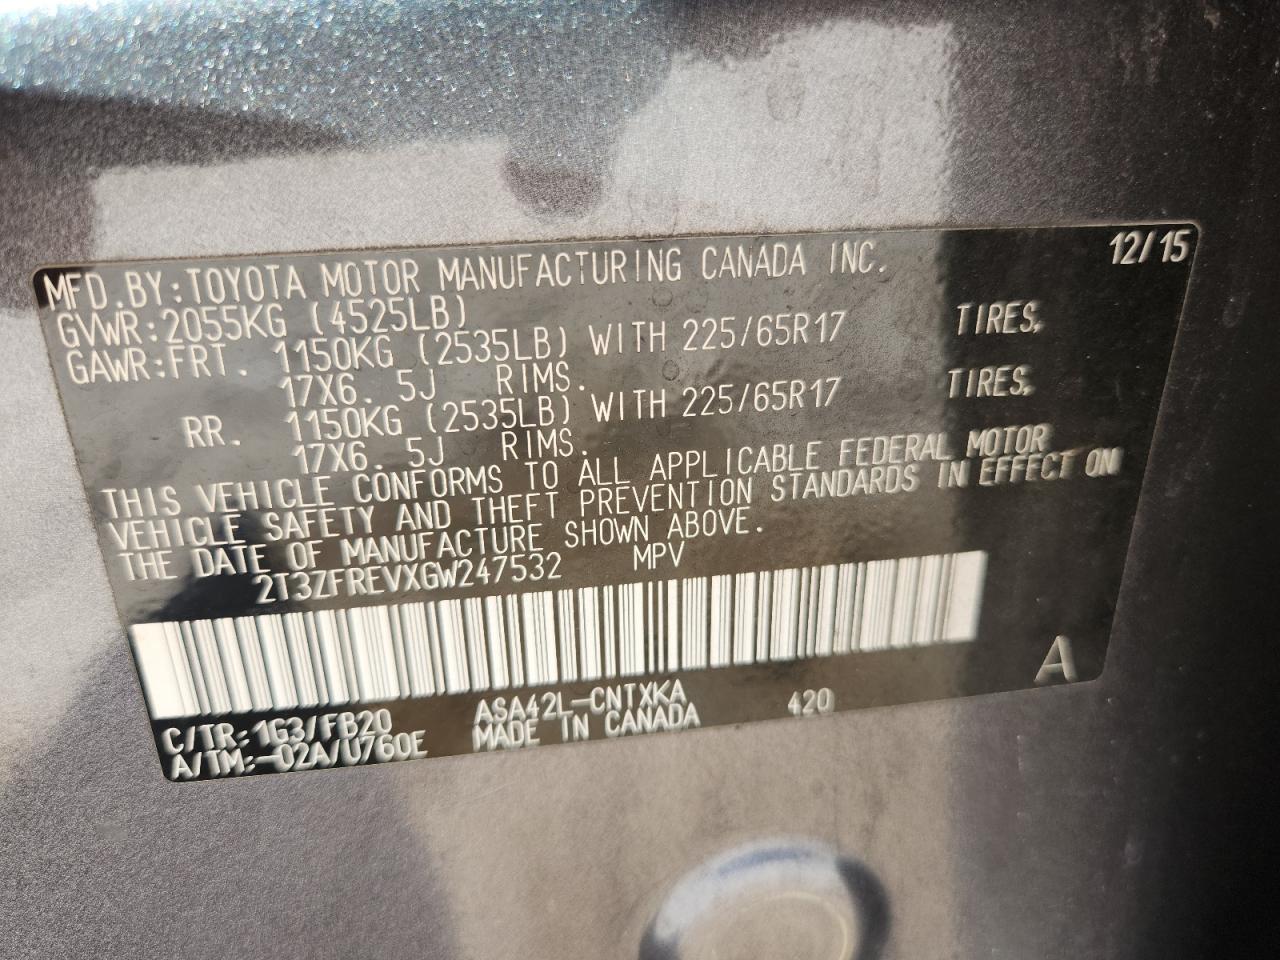 MFD.BY:TOYOTA MOTOR MANUFACTURING CANADA INC. 12/15
GVWR:2055KG (4525LB)
GAWR:FRT. 1150KG (2535LB) WITH 225/65R17 TIRES,
17X6. 5J RIMS.
RR. 1150KG (2535LB) WITH 225/65R17 TIRES,
17X6. 5J RIMS.
THIS VEHICLE CONFORMS TO ALL APPLICABLE FEDERAL MOTOR
VEHICLE SAFETY AND THEFT PREVENTION STANDARDS IN EFFECT ON
THE DATE OF MANUFACTURE SHOWN ABOVE.
2T3ZFREVXGW247532 MPV
A
C/TR:1G3/FB20 ASA42L-CNTXKA 420
A/TM:-02A/U760E MADE IN CANADA